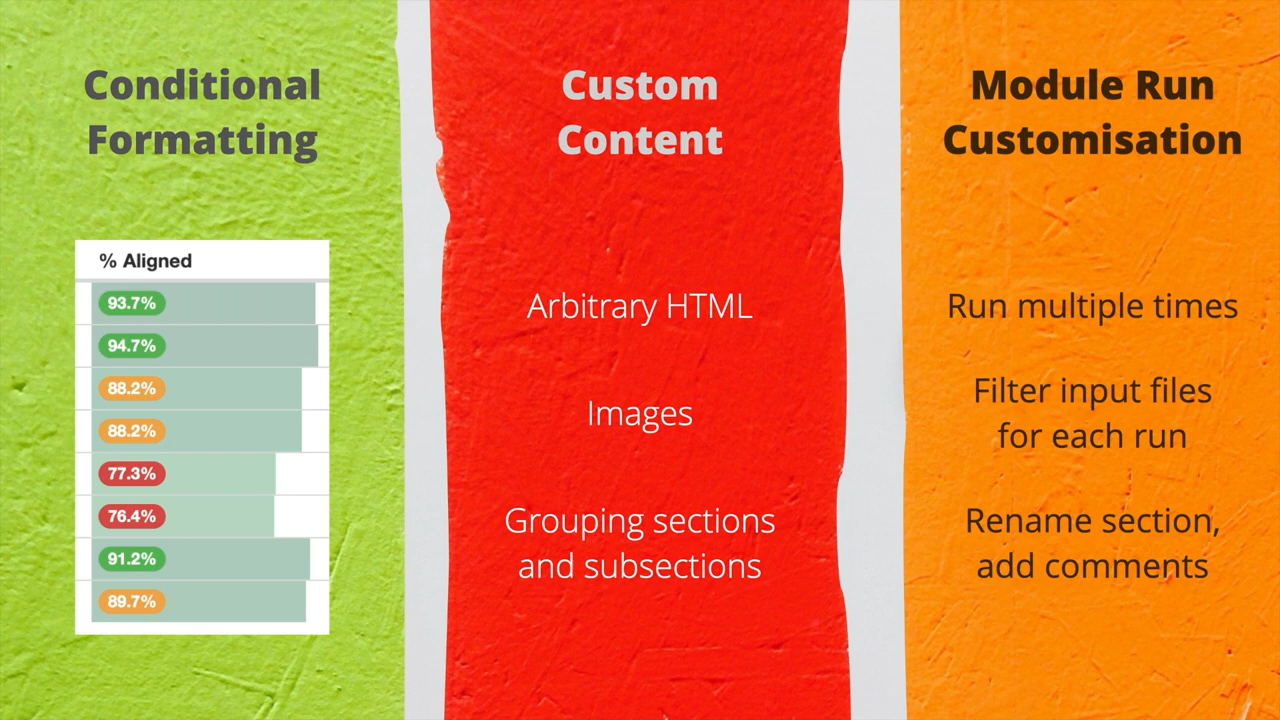 Conditional
Formatting
% Aligned
93.7%
94.7%
88.2%
88.2%
77.3%
76.4%
91.2%
89.7%
Custom
Content
Arbitrary HTML
Images
Grouping sections
and subsections
Module Run
Customisation
Run multiple times
Filter input files
for each run
Rename section,
add comments